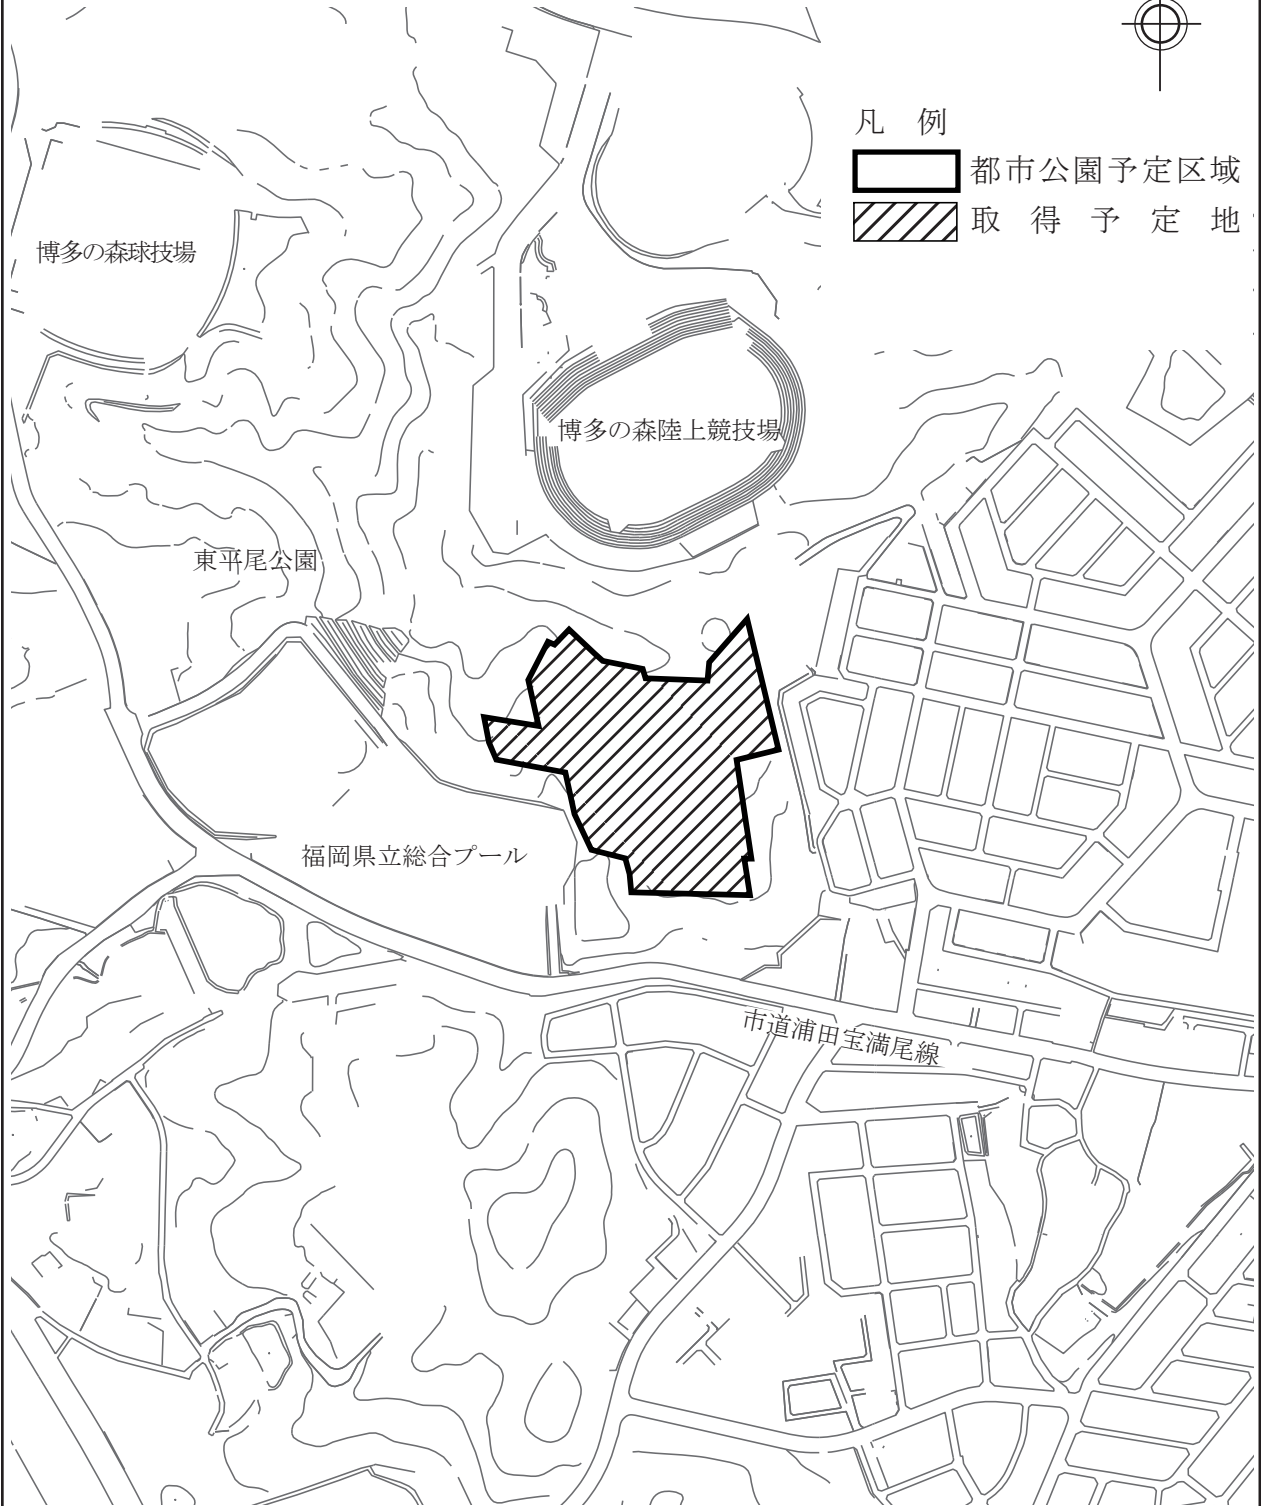 凡例
都市公園予定区域
取得予定地
博多の森球技場
博多の森陸上競技場
東平尾公園
福岡県立総合プール
市道浦田宝満尾線